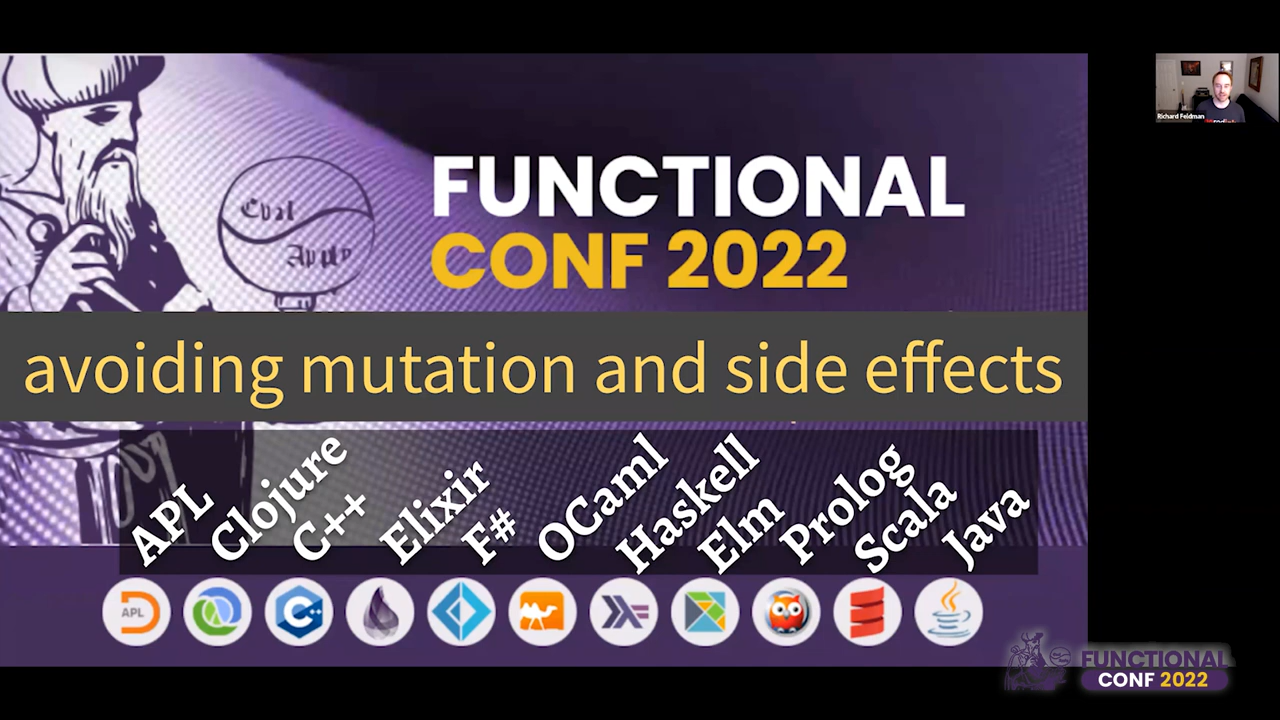 Richard Feldman
Eval
Apply
FUNCTIONAL
CONF 2022
avoiding mutation and side effects
APL
Clojure
C++
Elixir
F#
OCaml
Haskell
Elm
Prolog
Scala
Java
APL
C++
FUNCTIONAL
CONF 2022